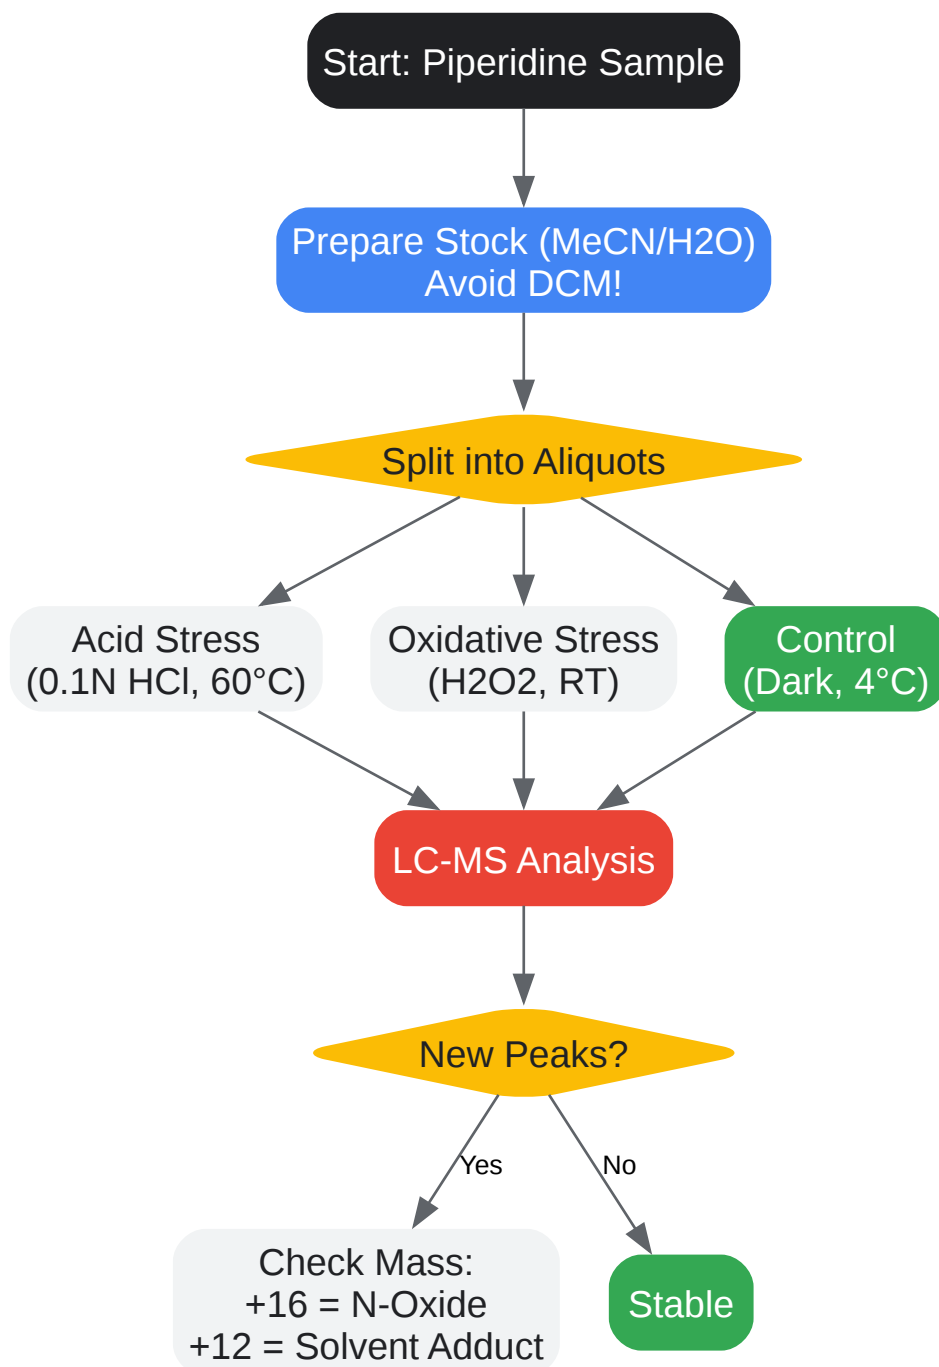 Start: Piperidine Sample
Prepare Stock (MeCN/H2O)
Avoid DCM!
Split into Aliquots
Acid Stress
(0.1N HCl, 60°C)
Oxidative Stress
(H2O2, RT)
Control
(Dark, 4°C)
LC-MS Analysis
New Peaks?
Yes
No
Check Mass:
+16 = N-Oxide
+12 = Solvent Adduct
Stable